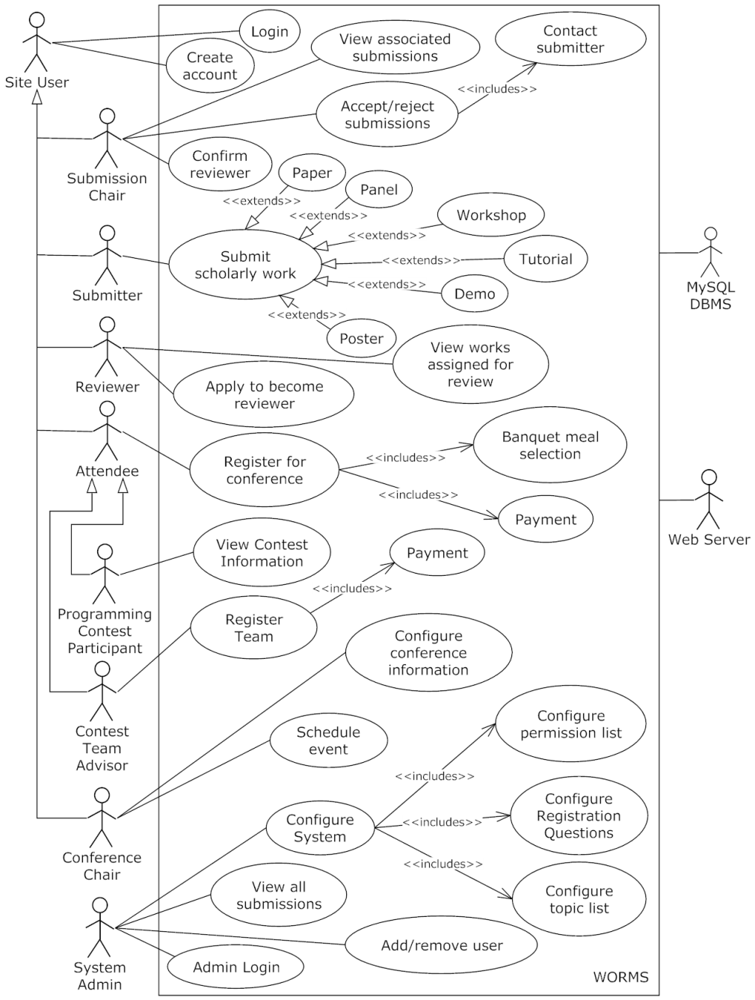 Login
View associated
submissions
Contact
submitter
Create
account
Site User
<<includes>>
Accept/reject
submissions
Submission
Chair
Confirm
reviewer
Paper
Panel
<<extends>>
<<extends>>
Workshop
<<extends>>
Submit
scholarly work
<<extends>>
Tutorial
<<extends>>
Demo
Submitter
<<extends>>
Poster
MySQL
DBMS
Reviewer
View works
assigned for
review
Apply to become
reviewer
Attendee
Register for
conference
<<includes>>
Banquet meal
selection
<<includes>>
Payment
Web Server
View Contest
Information
Payment
<<includes>>
Programming
Contest
Participant
Register
Team
Configure
conference
information
Contest
Team
Advisor
Schedule
event
Configure
permission list
<<includes>>
Configure
System
<<includes>>
Configure
Registration
Questions
<<includes>>
Conference
Chair
View all
submissions
Configure
topic list
Add/remove user
System
Admin
Admin Login
WORMS